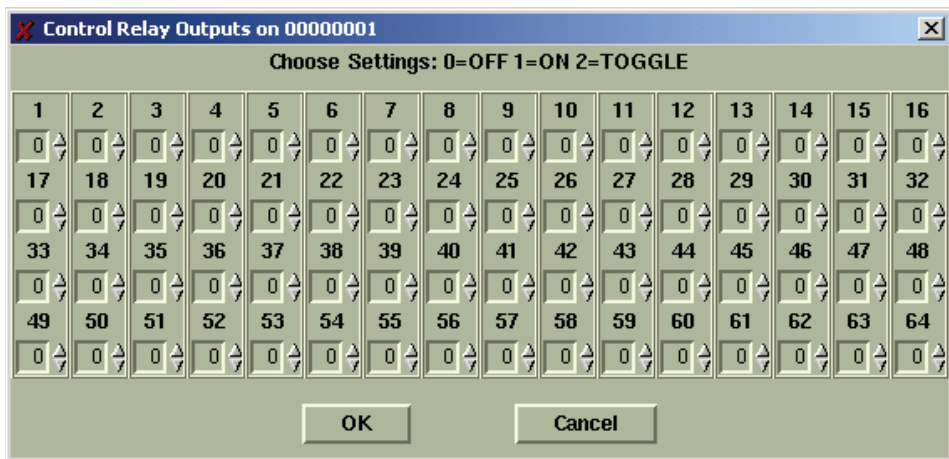 Control Relay Outputs on 00000001
Choose Settings: 0=OFF 1=ON 2=TOGGLE
1 2 3 4 5 6 7 8 9 10 11 12 13 14 15 16
0 0 0 0 0 0 0 0 0 0 0 0 0 0 0 0
17 18 19 20 21 22 23 24 25 26 27 28 29 30 31 32
0 0 0 0 0 0 0 0 0 0 0 0 0 0 0 0
33 34 35 36 37 38 39 40 41 42 43 44 45 46 47 48
0 0 0 0 0 0 0 0 0 0 0 0 0 0 0 0
49 50 51 52 53 54 55 56 57 58 59 60 61 62 63 64
0 0 0 0 0 0 0 0 0 0 0 0 0 0 0 0
OK Cancel